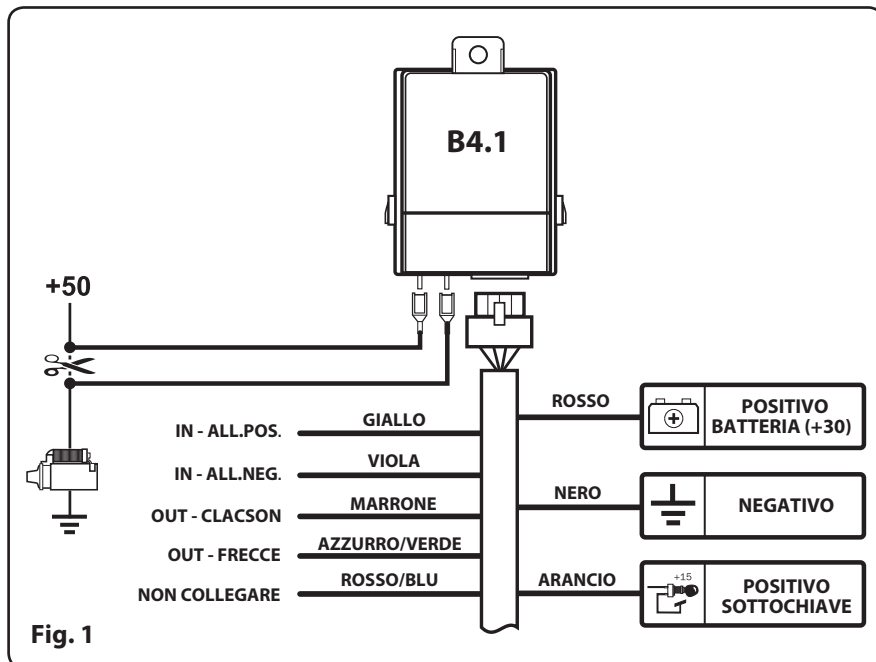 B4.1
+50
IN - ALL.POS.
GIALLO
IN - ALL.NEG.
VIOLA
OUT - CLACSON
MARRONE
OUT - FRECCE
AZZURRO/VERDE
NON COLLEGARE
ROSSO/BLU
ROSSO
POSITIVO
BATTERIA (+30)
NERO
NEGATIVO
ARANCIO
+15
POSITIVO
SOTTOCHIAVE
Fig. 1